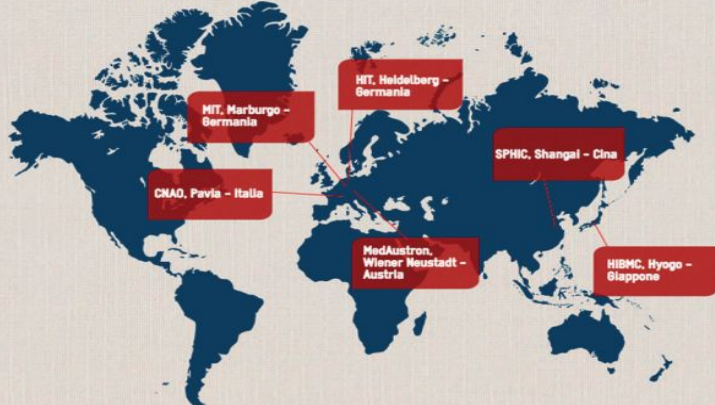 HIT, Heidelberg –
Germania
MIT, Marburgo –
Germania
SPHIC, Shangai – Cina
CNAO, Pavia – Italia
MedAustron,
Wiener Neustadt –
Austria
HIBMC, Hyogo –
Giappone